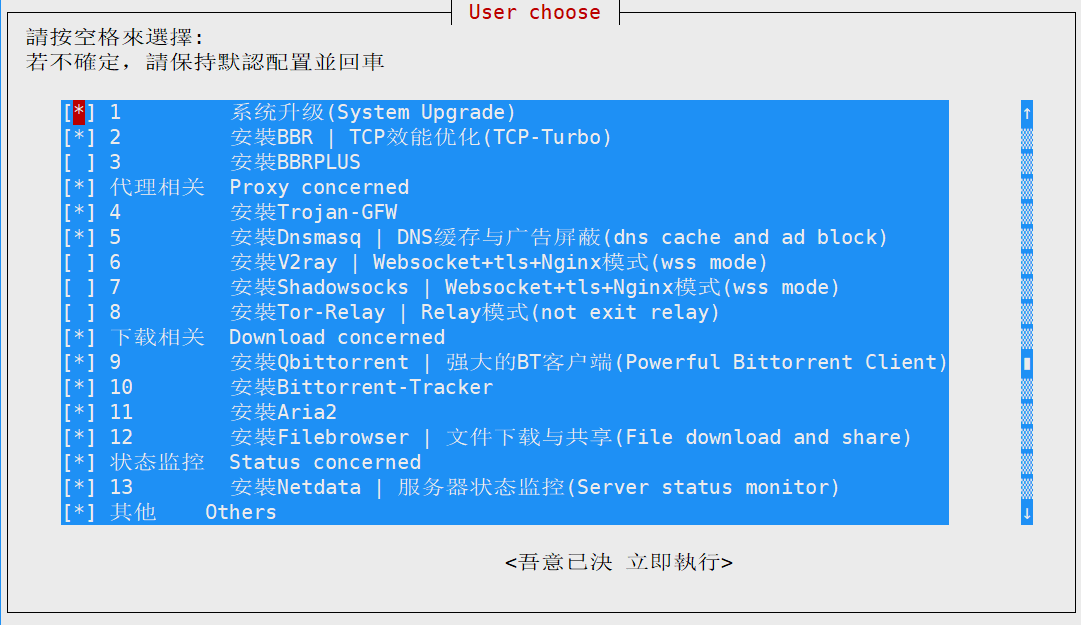 User choose
請按空格來選擇:
若不確定, 請保持默認配置並回車
[*] 1 系统升级(System Upgrade) ↑
[*] 2 安裝BBR | TCP效能优化(TCP-Turbo)
[ ] 3 安裝BBRPLUS
[*] 代理相关 Proxy concerned
[*] 4 安裝Trojan-GFW
[*] 5 安裝Dnsmasq | DNS缓存与广告屏蔽(dns cache and ad block)
[ ] 6 安裝V2ray | Websocket+tls+Nginx模式(wss mode)
[ ] 7 安裝Shadowsocks | Websocket+tls+Nginx模式(wss mode)
[ ] 8 安裝Tor-Relay | Relay模式(not exit relay)
[*] 下载相关 Download concerned
[*] 9 安裝Qbittorrent | 强大的BT客户端(Powerful Bittorrent Client)
[*] 10 安裝Bittorrent-Tracker
[*] 11 安裝Aria2
[*] 12 安裝Filebrowser | 文件下载与共享(File download and share)
[*] 状态监控 Status concerned
[*] 13 安裝Netdata | 服务器状态监控(Server status monitor)
[*] 其他 Others ↓
<吾意已決 立即執行>